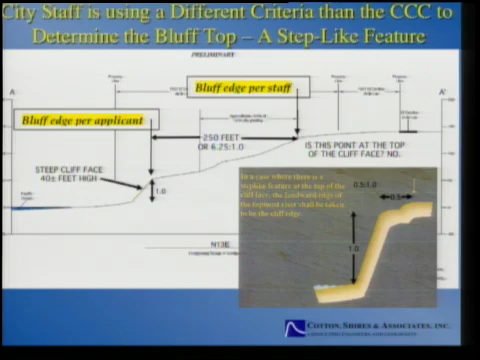 City Staff is using a Different Criteria than the CCC to
Determine the Bluff Top – A Step-Like Feature
PRELIMINARY
A
A'
Bluff edge per staff
Bluff edge per applicant
250 FEET
OR 6.25:1.0
IS THIS POINT AT THE TOP
OF THE CLIFF FACE? NO.
STEEP CLIFF FACE
40± FEET HIGH
1.0
In a case where there is a
steplike feature at the top of the
cliff face, the landward edge of
the topmost riser shall be taken
to be the cliff edge.
0.5:1.0
0.5
1.0
N13E
COTTON, SHIRES & ASSOCIATES, INC.